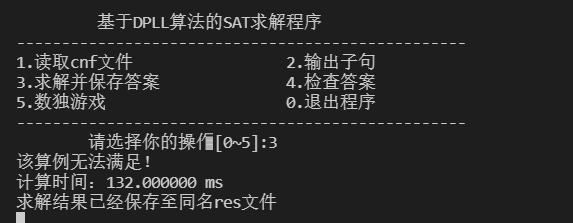 基于DPLL算法的SAT求解程序
------------------------------------------------
1.读取cnf文件 2.输出子句
3.求解并保存答案 4.检查答案
5.数独游戏 0.退出程序
------------------------------------------------
请选择你的操作[0~5]:3
该算例无法满足!
计算时间: 132.000000 ms
求解结果已经保存至同名res文件